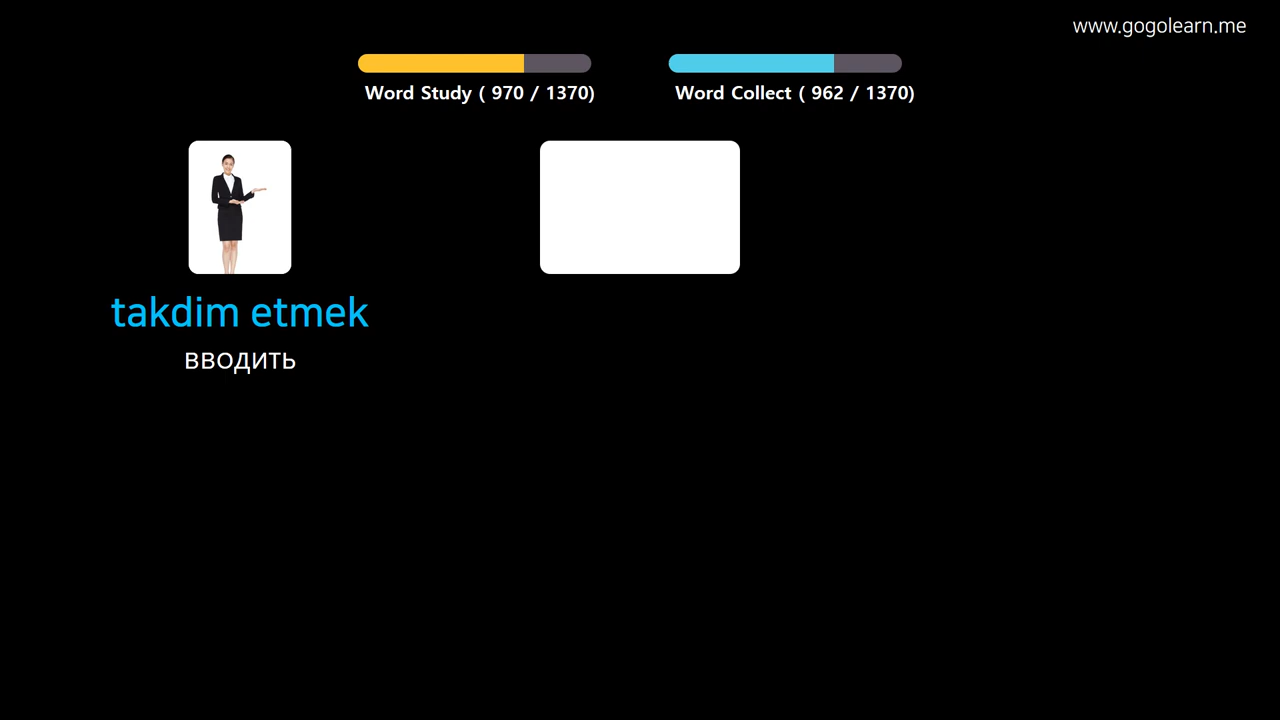 www.gogolearn.me
Word Study ( 970 / 1370)
Word Collect ( 962 / 1370)
takdim etmek
вводить